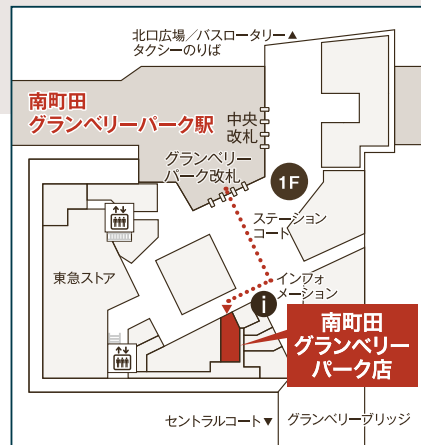 北口広場／バスロータリー▲
タクシーのりば
南町田
グランベリーパーク駅
中央
改札
グランベリー
パーク改札
1F
ステーション
コート
東急ストア
インフォ
メーション
i
南町田
グランベリー
パーク店
セントラルコート▼
グランベリーブリッジ